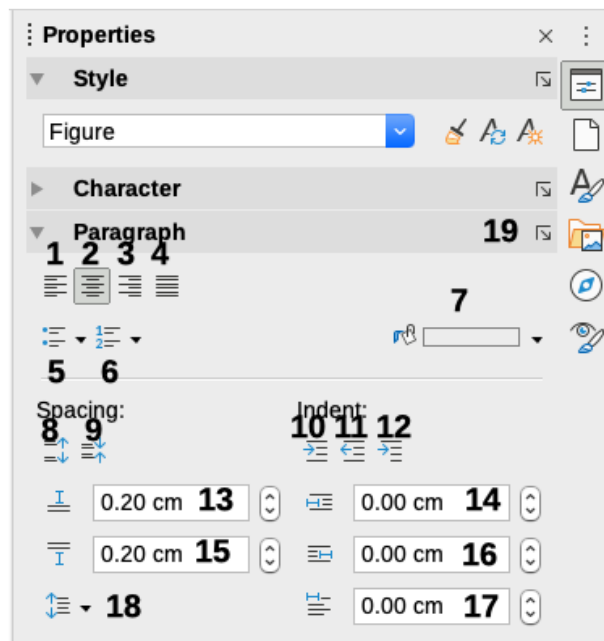 Properties
Style
Figure
Character
Paragraph 19
1 2 3 4
7
5 6
Spacing: Indent:
8 9 10 11 12
0.20 cm 13 0.00 cm 14
0.20 cm 15 0.00 cm 16
18 0.00 cm 17